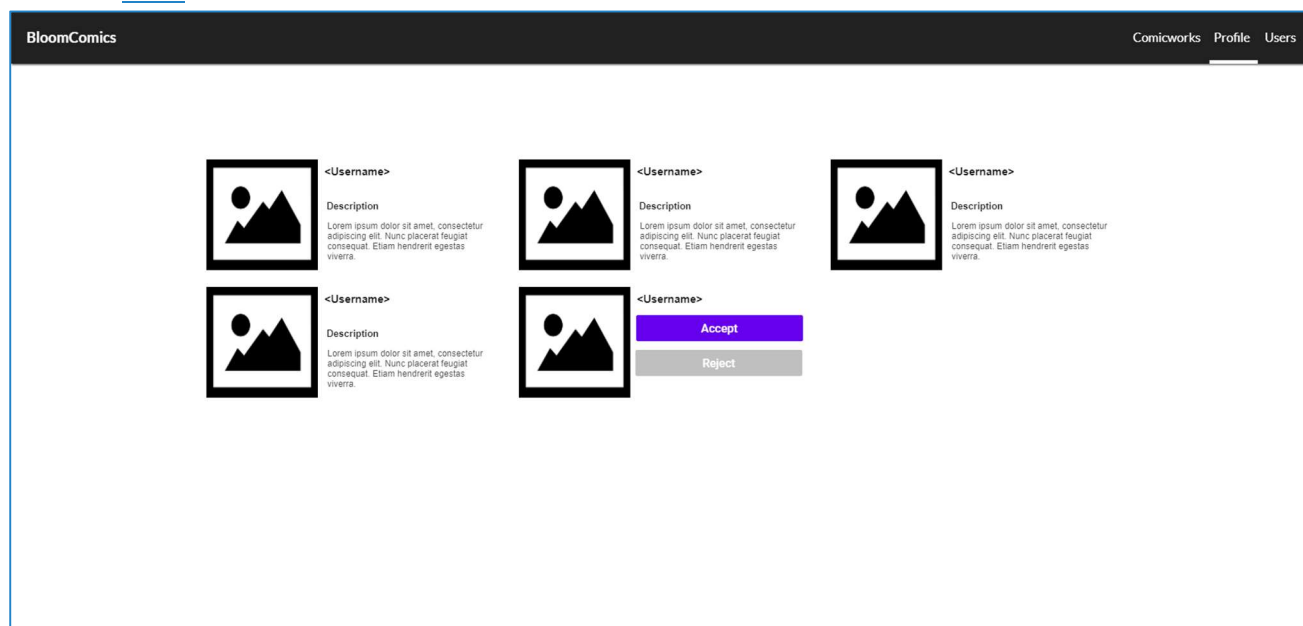 BloomComics
Comicworks Profile Users
<Username>
Description
Lorem ipsum dolor sit amet, consectetur
adipiscing elit. Nunc placerat feugiat
consequat. Etiam hendrerit egestas
viverra.
<Username>
Description
Lorem ipsum dolor sit amet, consectetur
adipiscing elit. Nunc placerat feugiat
consequat. Etiam hendrerit egestas
viverra.
<Username>
Description
Lorem ipsum dolor sit amet, consectetur
adipiscing elit. Nunc placerat feugiat
consequat. Etiam hendrerit egestas
viverra.
<Username>
Description
Lorem ipsum dolor sit amet, consectetur
adipiscing elit. Nunc placerat feugiat
consequat. Etiam hendrerit egestas
viverra.
<Username>
Accept
Reject